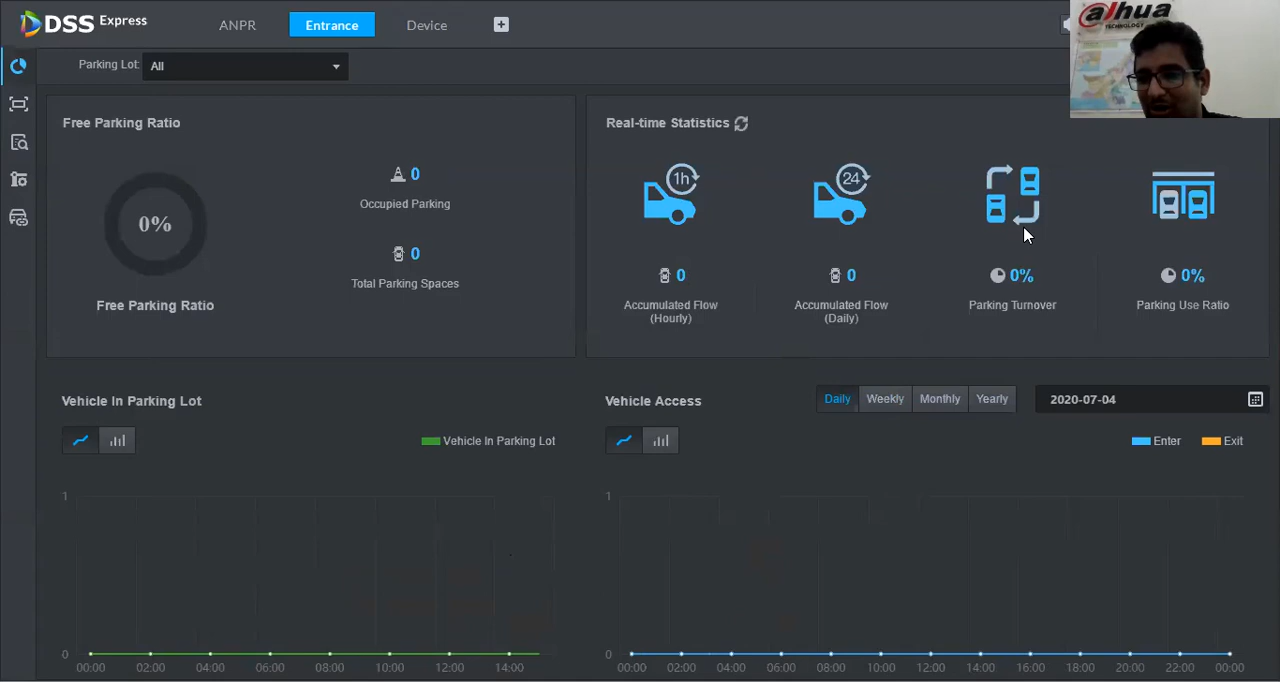 DSS Express
ANPR
Entrance
Device
alhua
TECHNOLOGY
Parking Lot:
All
Free Parking Ratio
0%
Free Parking Ratio
0
Occupied Parking
0
Total Parking Spaces
Real-time Statistics
1h
24
0
Accumulated Flow
(Hourly)
0
Accumulated Flow
(Daily)
0%
Parking Turnover
0%
Parking Use Ratio
Vehicle In Parking Lot
Vehicle In Parking Lot
1
0
00:00 02:00 04:00 06:00 08:00 10:00 12:00 14:00
Vehicle Access
Daily Weekly Monthly Yearly
2020-07-04
Enter Exit
1
0
00:00 02:00 04:00 06:00 08:00 10:00 12:00 14:00 16:00 18:00 20:00 22:00 00:00